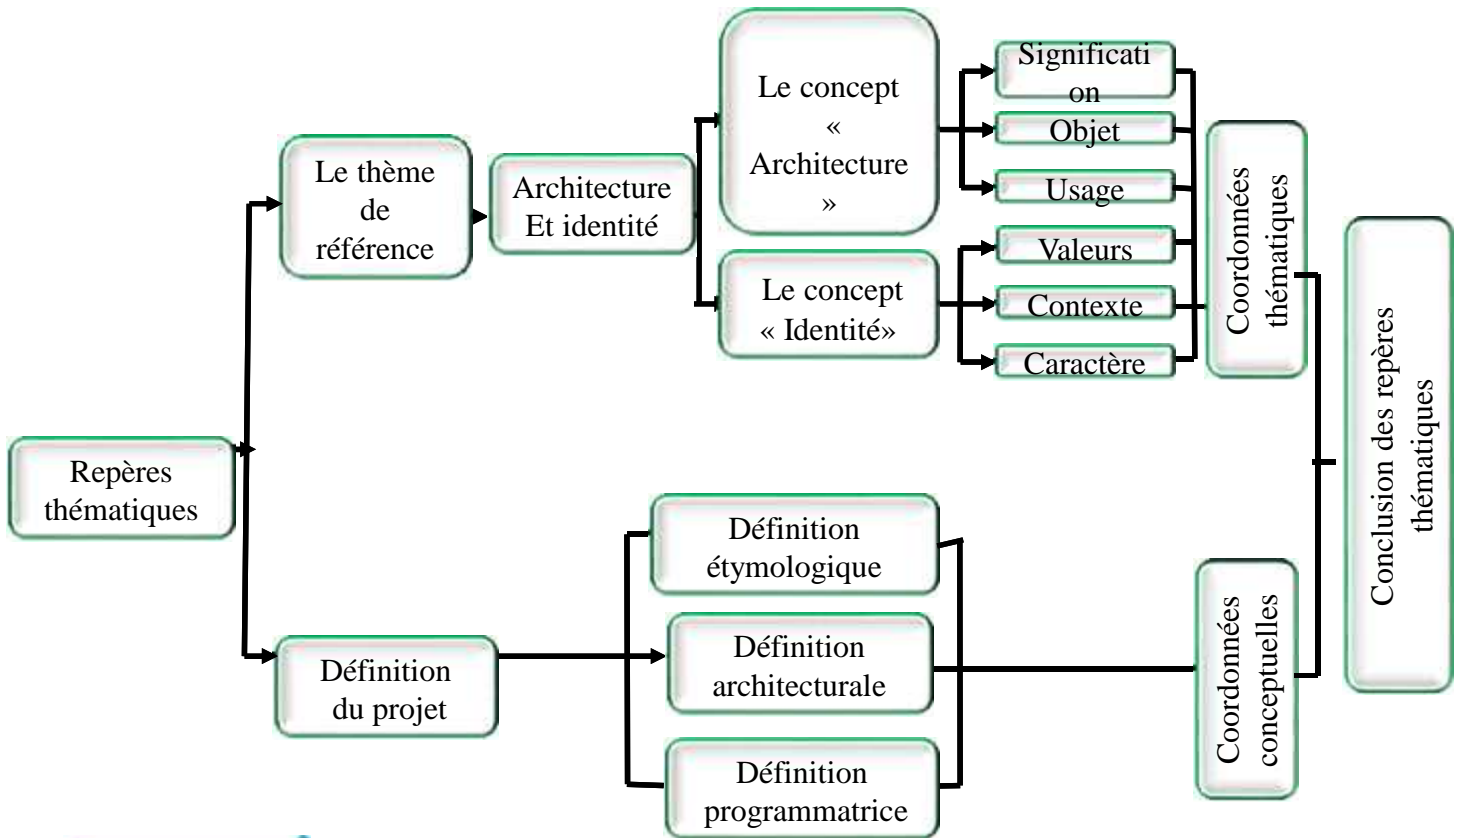 Repères
thématiques
Le thème
de
référence
Architecture
Et identité
Le concept
«
Architecture
»
Significati
on
Objet
Usage
Le concept
« Identité»
Valeurs
Contexte
Caractère
Coordonnées
thématiques
Définition
du projet
Définition
étymologique
Définition
architecturale
Définition
programmatrice
Coordonnées
conceptuelles
Conclusion des repères
thématiques